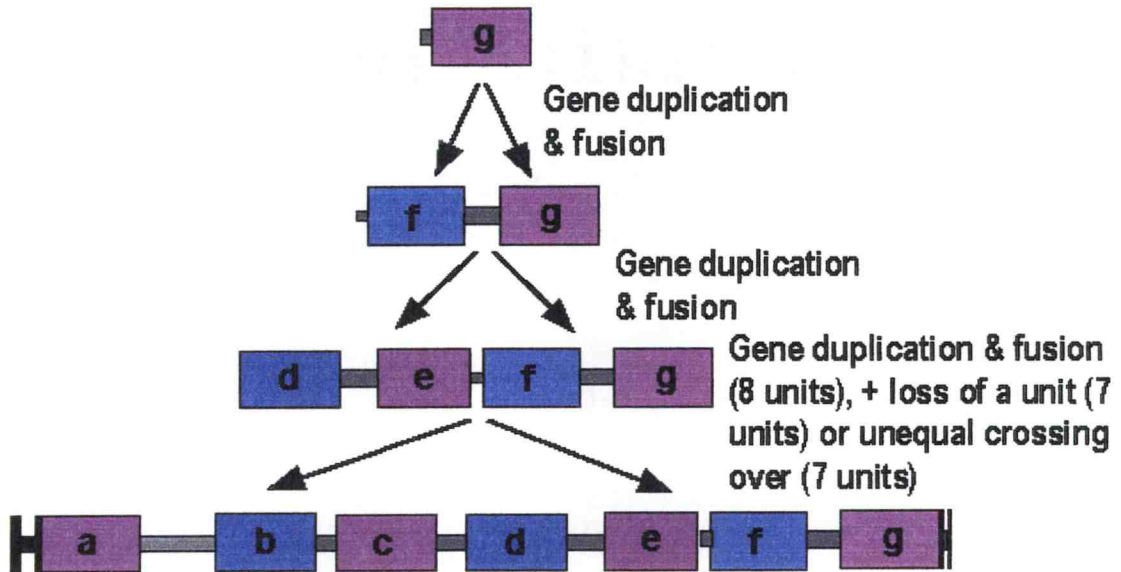 g
Gene duplication
& fusion
f g
Gene duplication
& fusion
d e f g
Gene duplication & fusion
(8 units), + loss of a unit (7
units) or unequal crossing
over (7 units)
a b c d e f g